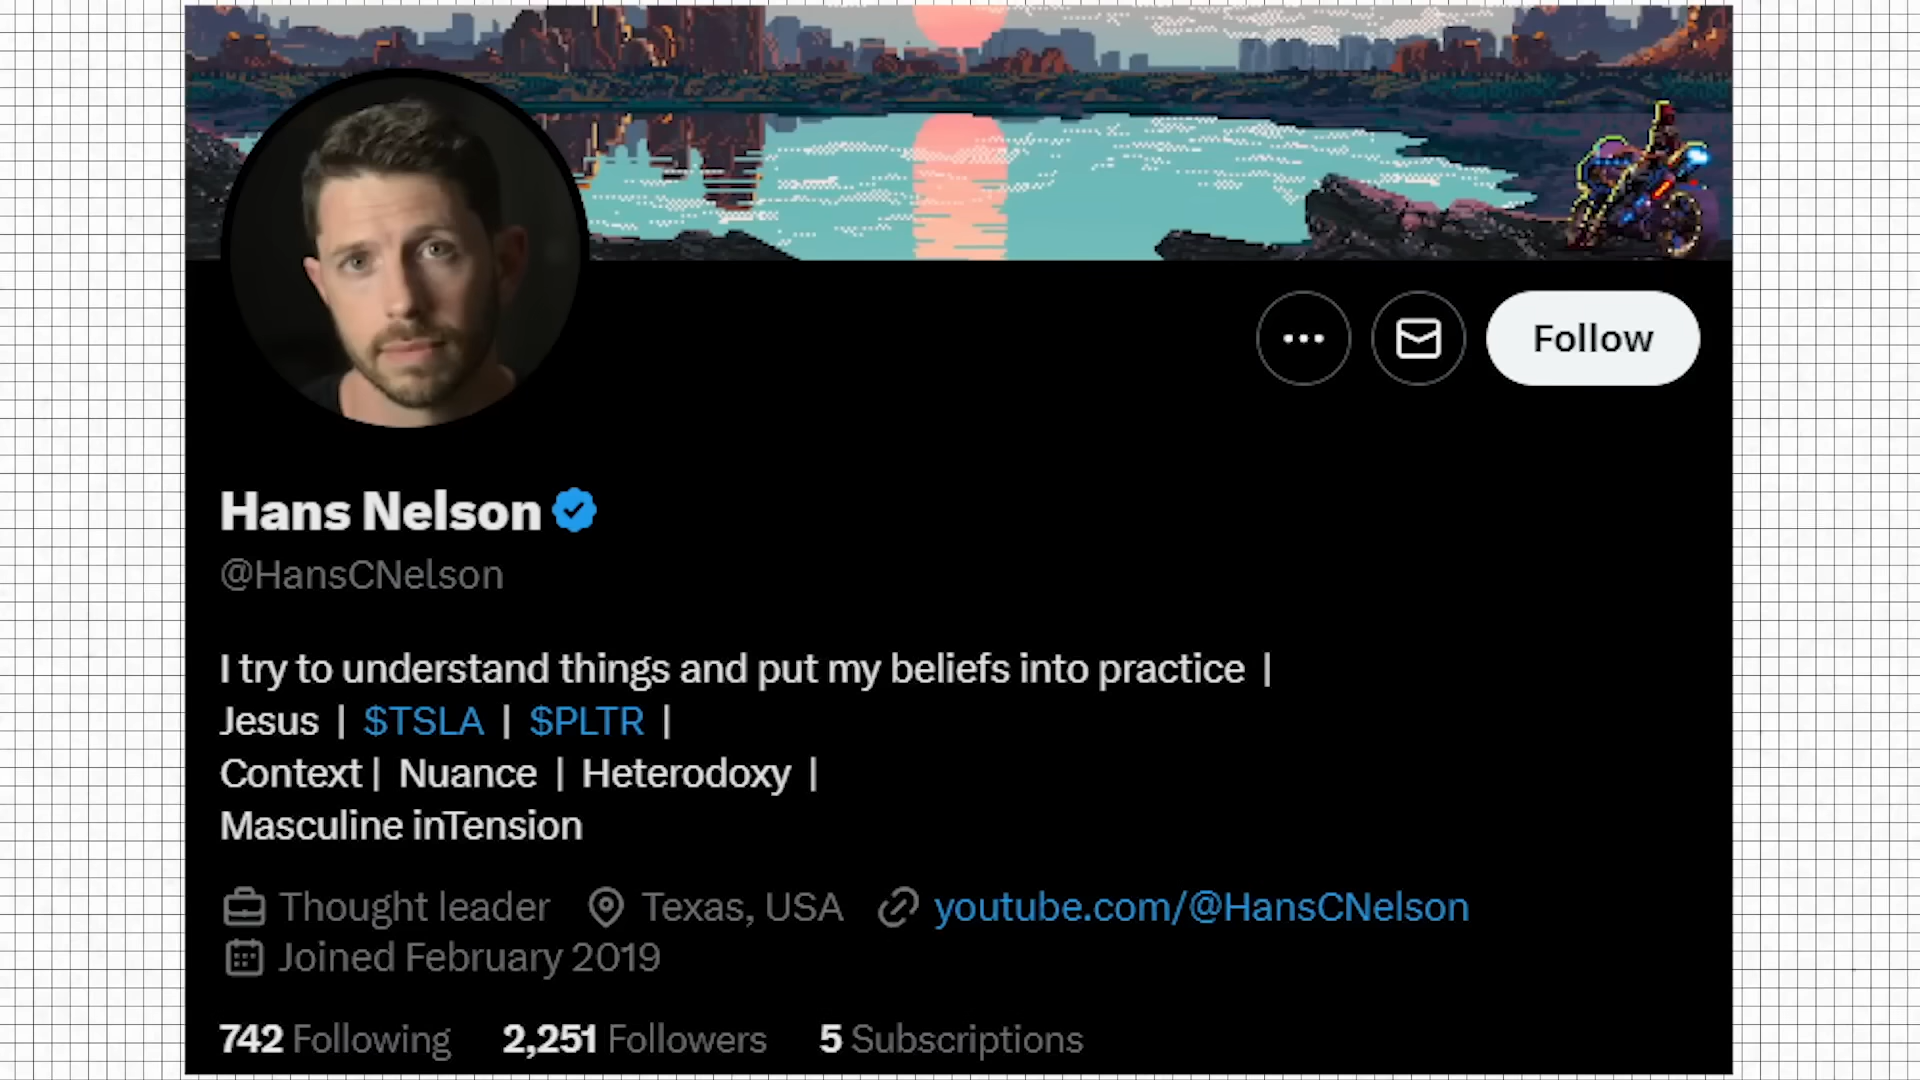 Follow
Hans Nelson
@HansCNelson
I try to understand things and put my beliefs into practice |
Jesus | $TSLA | $PLTR |
Context | Nuance | Heterodoxy |
Masculine inTension
Thought leader Texas, USA youtube.com/@HansCNelson
Joined February 2019
742 Following 2,251 Followers 5 Subscriptions